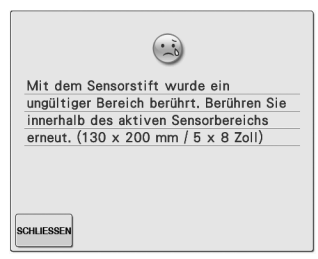 Mit dem Sensorstift wurde ein
ungültiger Bereich berührt. Berühren Sie
innerhalb des aktiven Sensorbereichs
erneut. (130 x 200 mm / 5 x 8 Zoll)
SCHLIESSEN